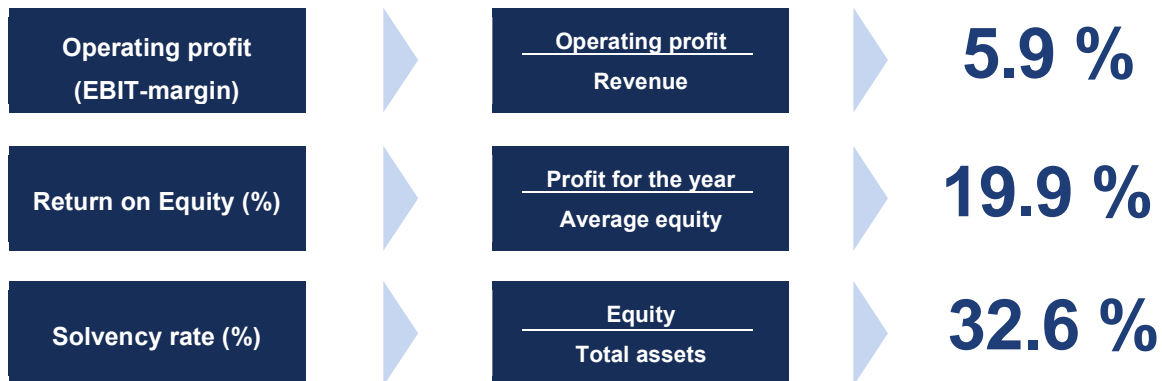 Operating profit
(EBIT-margin)
Operating profit
Revenue
5.9 %
Return on Equity (%)
Profit for the year
Average equity
19.9 %
Solvency rate (%)
Equity
Total assets
32.6 %